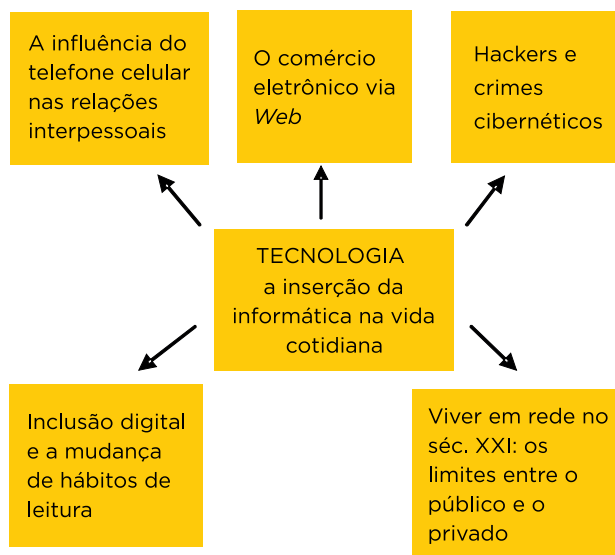 A influência do
telefone celular
nas relações
interpessoais
O comércio
eletrônico via
Web
Hackers e
crimes
cibernéticos
TECNOLOGIA
a inserção da
informática na vida
cotidiana
Inclusão digital
e a mudança
de hábitos de
leitura
Viver em rede no
séc. XXI: os
limites entre o
público e o
privado